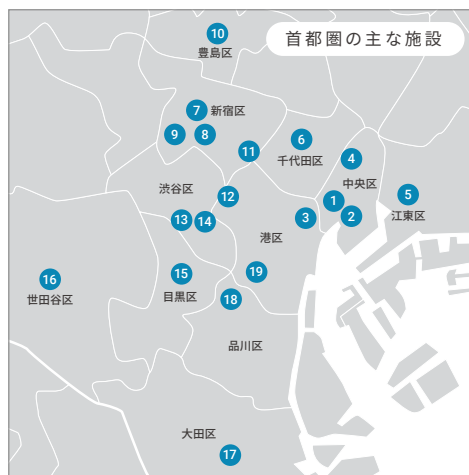 首都圏の主な施設
10
豊島区
7
新宿区
9
8
11
6
千代田区
4
中央区
5
江東区
渋谷区
12
1
2
3
13
14
港区
15
目黒区
19
16
世田谷区
18
品川区
大田区
17